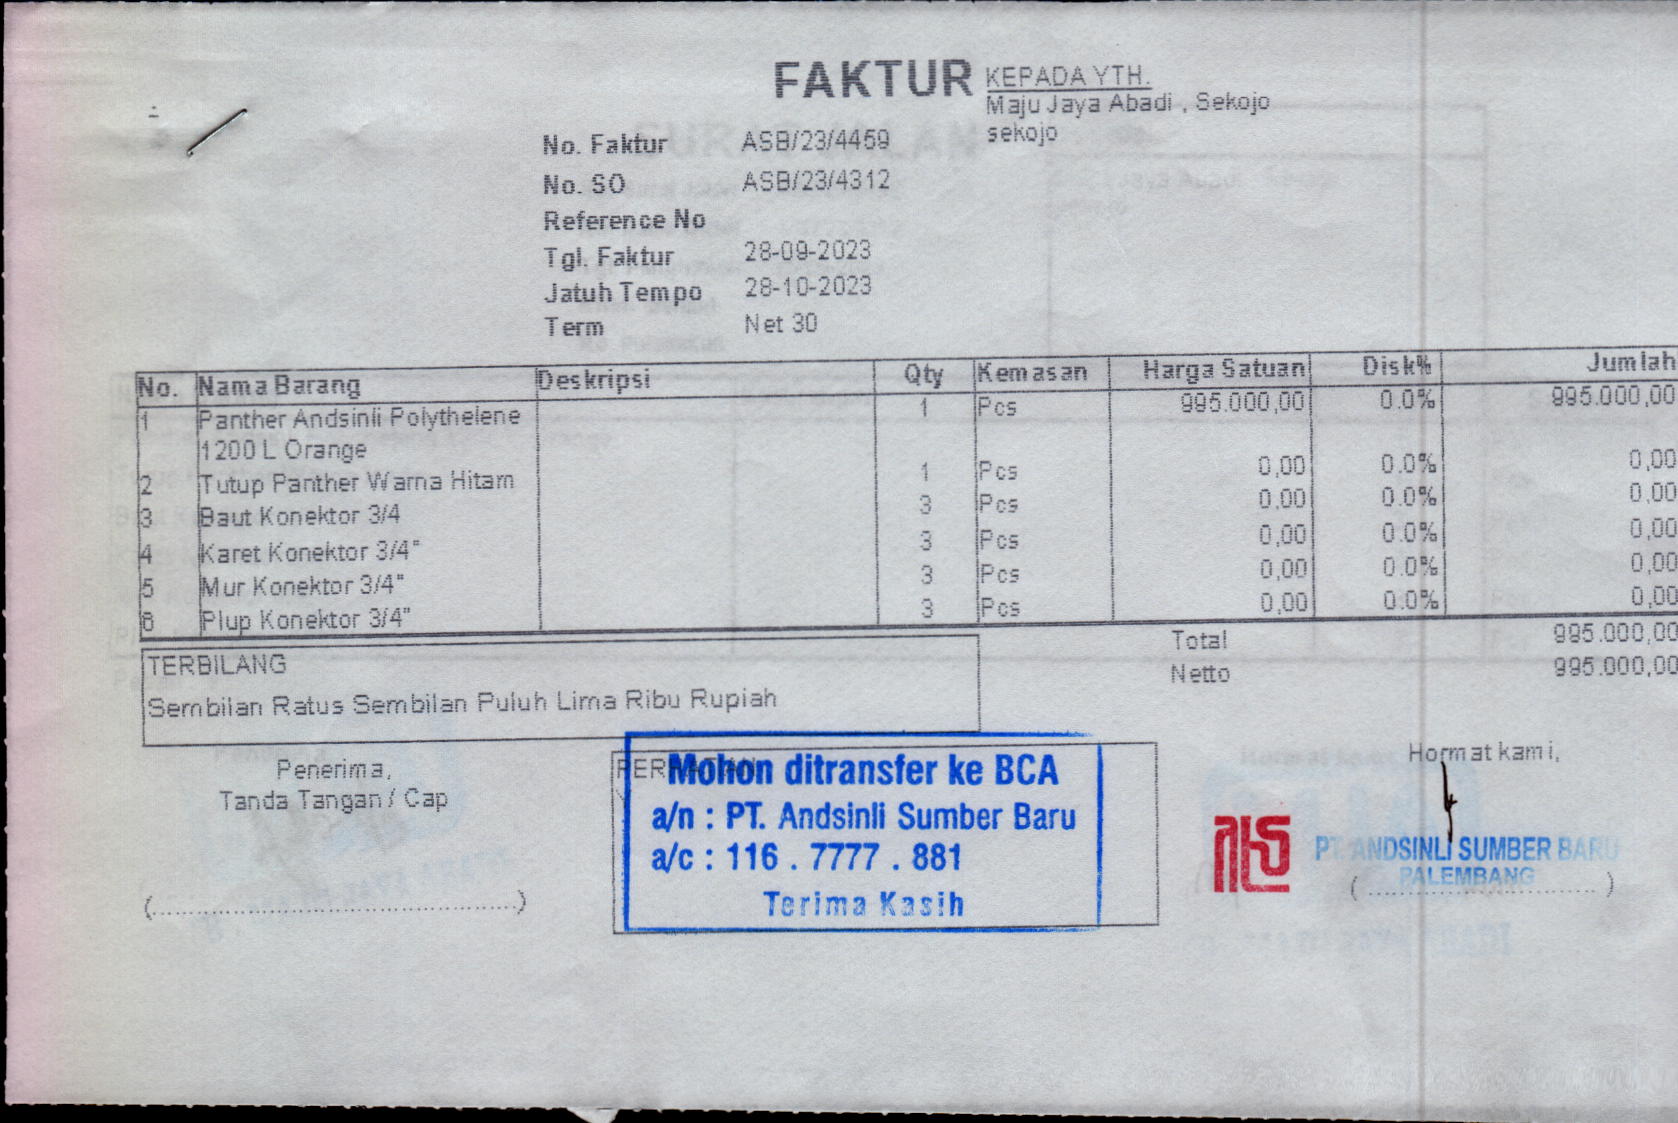 FAKTUR
KEPADA YTH.
Maju Jaya Abadi , Sekojo
sekojo
No. Faktur ASB/23/4459
No. SO ASB/23/4312
Reference No
Tgl. Faktur 28-09-2023
Jatuh Tempo 28-10-2023
Term Net 30
No. Nama Barang Deskripsi Qty Kemasan Harga Satuan Disk% Jumlah
1 Panther Andsinli Polythelene 1 Pcs 995.000,00 0.0% 995.000,00
1200 L Orange
2 Tutup Panther Warna Hitam 1 Pcs 0,00 0.0% 0,00
3 Baut Konektor 3/4 3 Pcs 0,00 0.0% 0,00
4 Karet Konektor 3/4" 3 Pcs 0,00 0.0% 0,00
5 Mur Konektor 3/4" 3 Pcs 0,00 0.0% 0,00
6 Plup Konektor 3/4" 3 Pcs 0,00 0.0% 0,00
Total 995.000,00
Netto 995.000,00
TERBILANG
Sembilan Ratus Sembilan Puluh Lima Ribu Rupiah
Penerima,
Tanda Tangan / Cap
(................................................)
Mohon ditransfer ke BCA
a/n : PT. Andsinli Sumber Baru
a/c : 116 . 7777 . 881
Terima Kasih
Hormat kami,
PT. ANDSINLI SUMBER BARU
PALEMBANG
(................................)